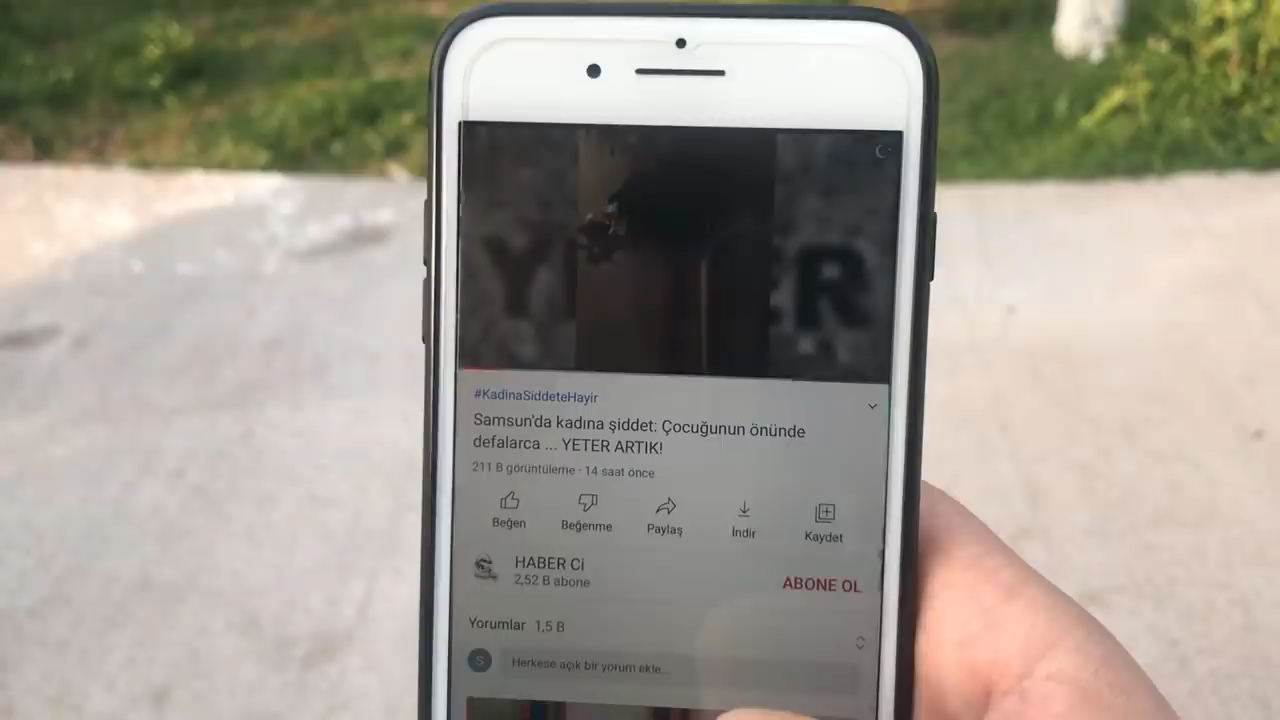 #KadinaSiddeteHayir
Samsun'da kadına şiddet: Çocuğunun önünde
defalarca ... YETER ARTIK!
211 B görüntüleme · 14 saat önce
Beğen
Beğenme
Paylaş
İndir
Kaydet
HABER Ci
2,52 B abone
ABONE OL
Yorumlar 1,5 B
S
Herkese açık bir yorum ekle...